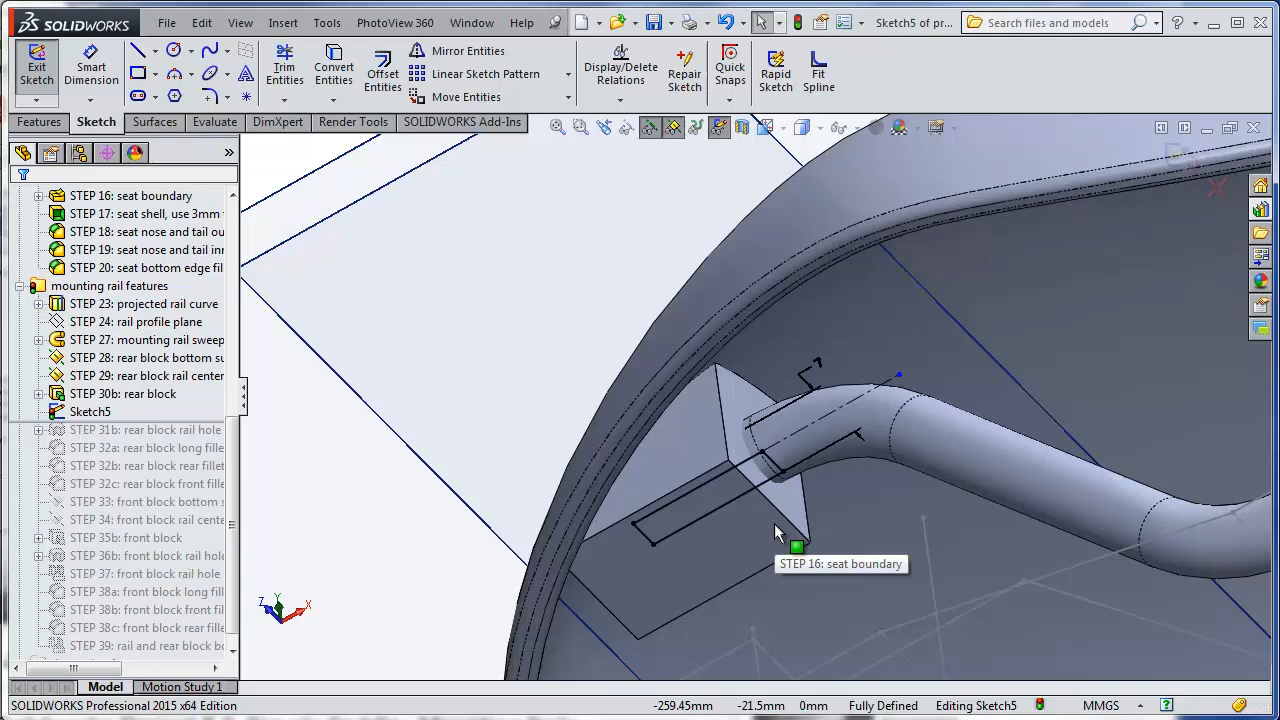 SOLIDWORKS File Edit View Insert Tools PhotoView 360 Window Help Sketch5 of pr... Search files and models
Exit Sketch Smart Dimension Trim Entities Convert Entities Offset Entities Mirror Entities Linear Sketch Pattern Move Entities Display/Delete Relations Repair Sketch Quick Snaps Rapid Sketch Fit Spline
Features Sketch Surfaces Evaluate DimXpert Render Tools SOLIDWORKS Add-Ins
STEP 16: seat boundary
STEP 17: seat shell, use 3mm
STEP 18: seat nose and tail ou
STEP 19: seat nose and tail inr
STEP 20: seat bottom edge fil
mounting rail features
STEP 23: projected rail curve
STEP 24: rail profile plane
STEP 27: mounting rail sweep
STEP 28: rear block bottom su
STEP 29: rear block rail center
STEP 30b: rear block
Sketch5
STEP 31b: rear block rail hole
STEP 32a: rear block long fille
STEP 32b: rear block rear fillet
STEP 32c: rear block front fille
STEP 33: front block bottom s
STEP 34: front block rail cente
STEP 35b: front block
STEP 36b: front block rail hole
STEP 37: front block rail hole
STEP 38a: front block long fille
STEP 38b: front block front fil
STEP 38c: front block rear fille
STEP 39: rail and rear block bo
STEP 16: seat boundary
Z Y X
Model Motion Study 1
SOLIDWORKS Professional 2015 x64 Edition -259.45mm -21.5mm 0mm Fully Defined Editing Sketch5 MMGS